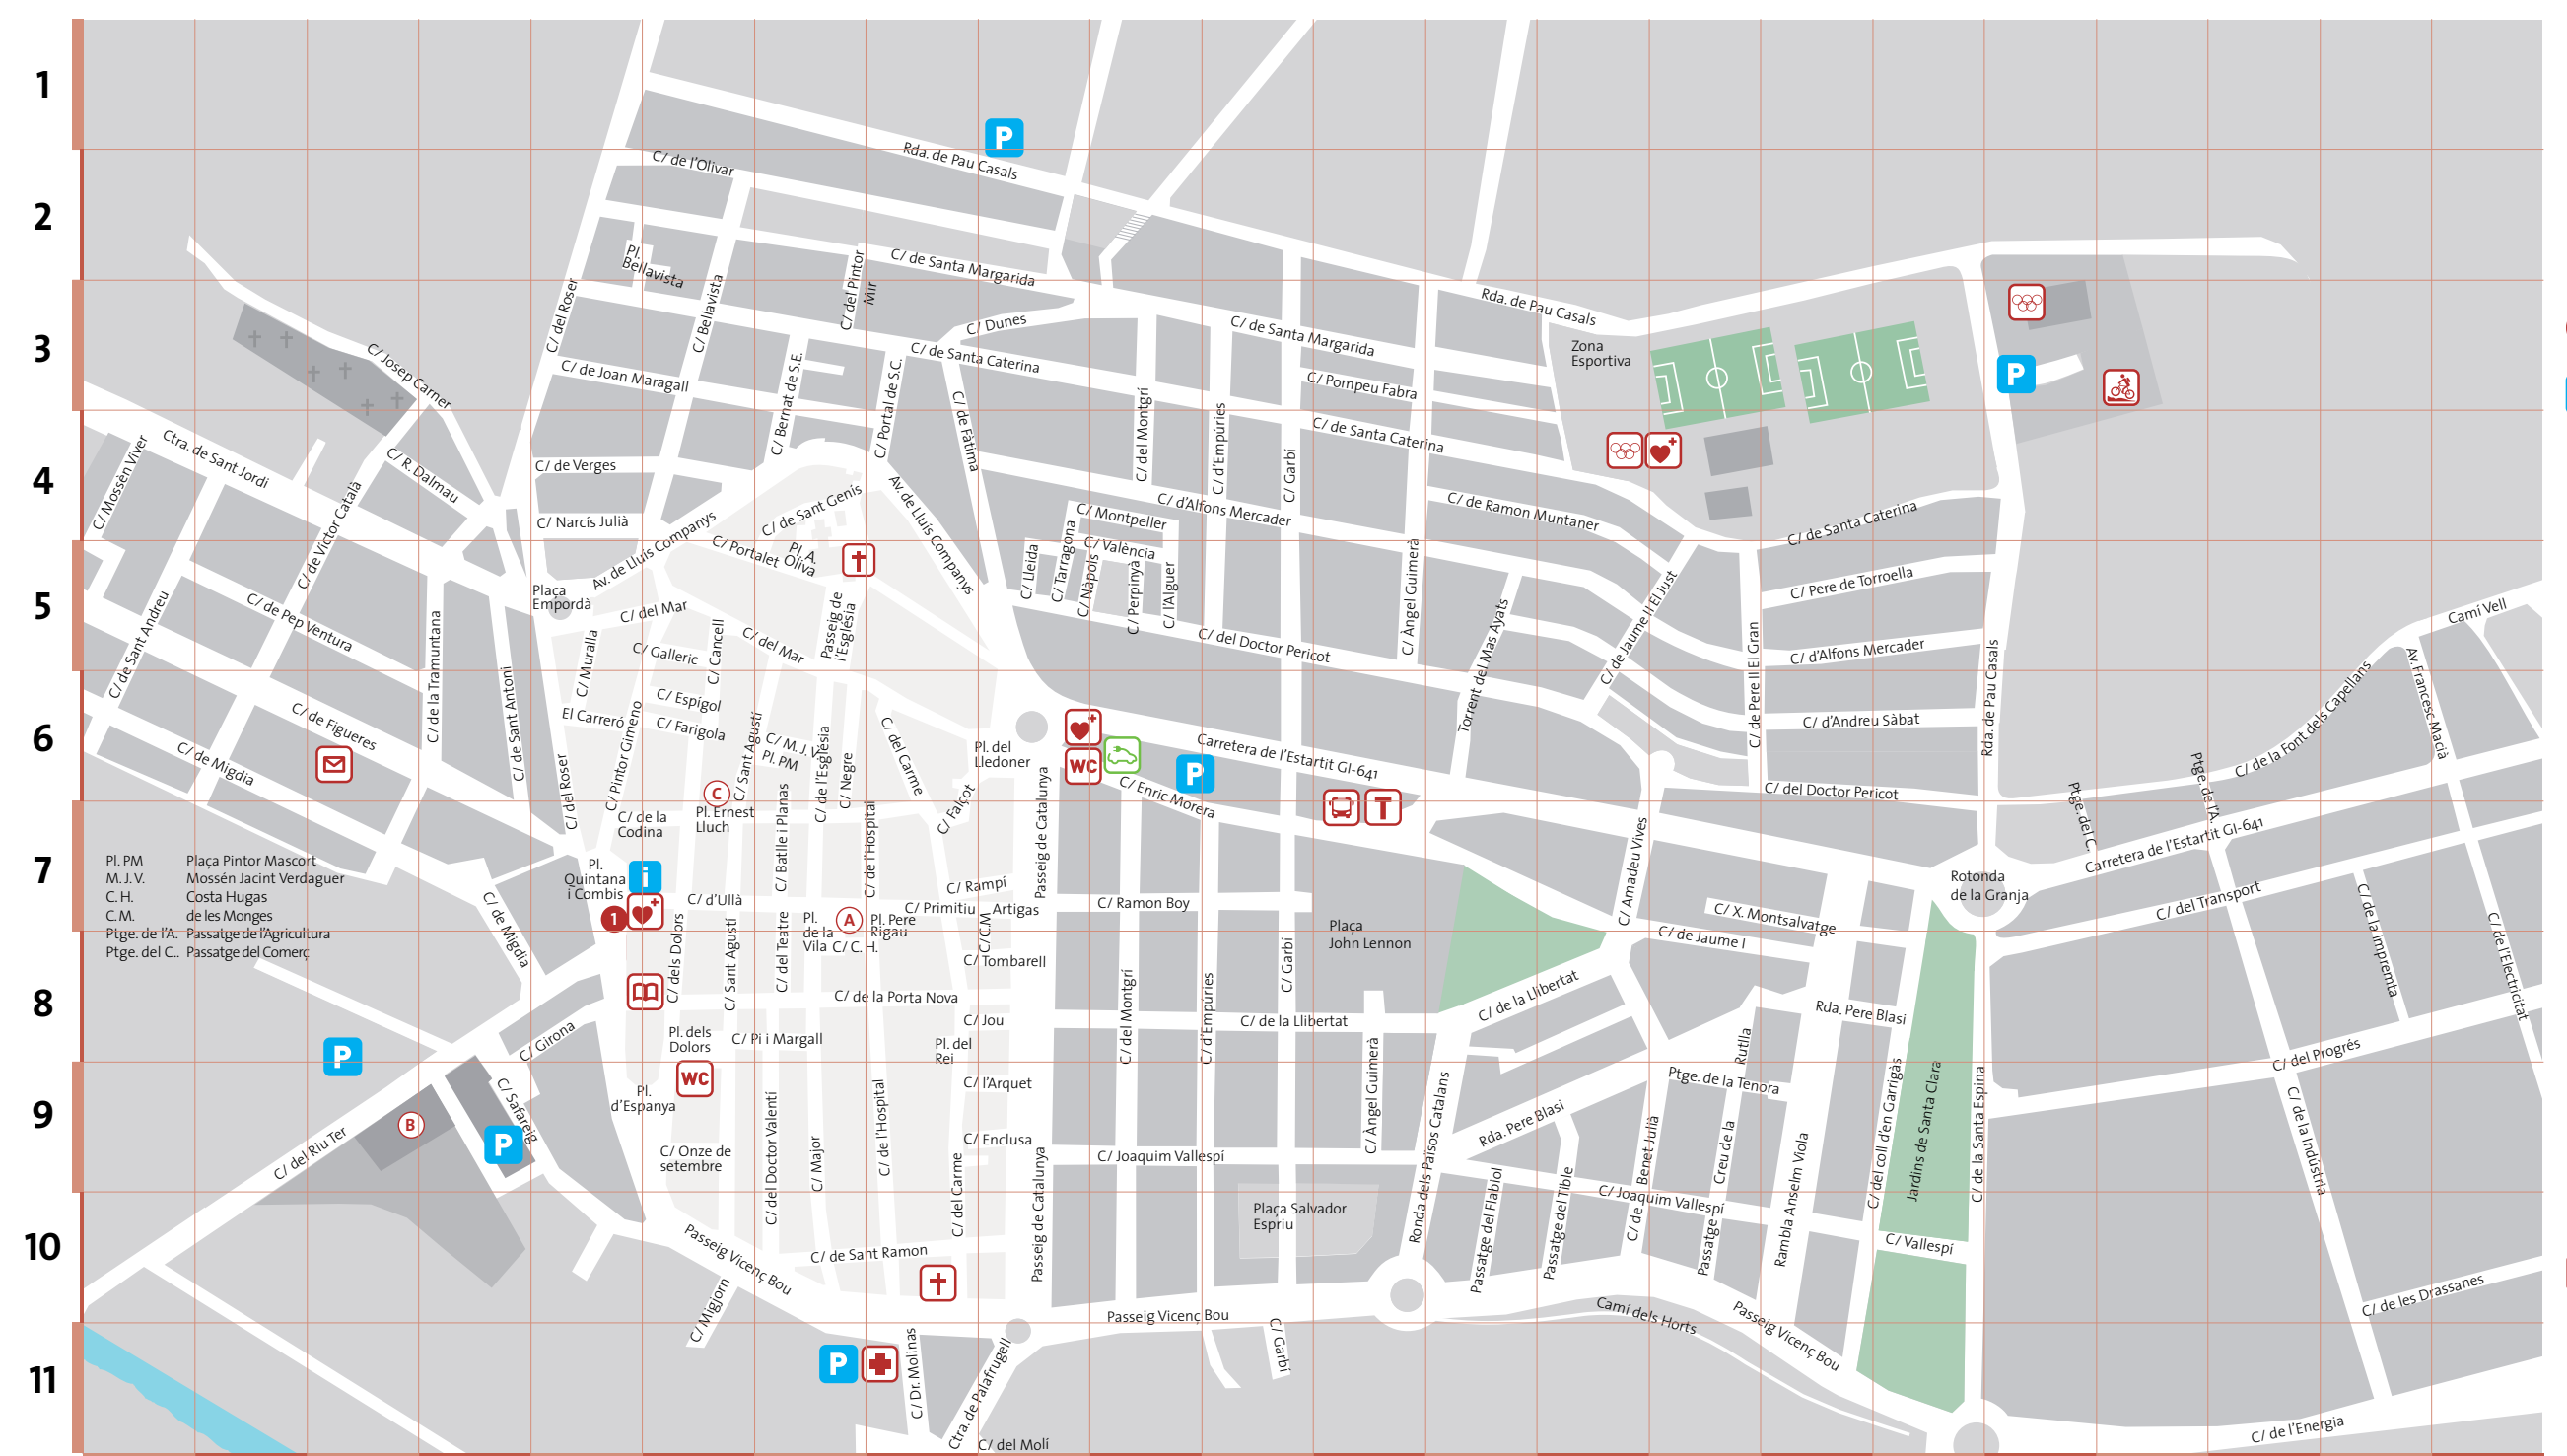 1
P
C/ de l'Olivar
Rda. de Pau Casals
2
Pl.
Bellavista
C/ de Santa Margarida
C/ del Pintor
Mir
Rda. de Pau Casals
C/ del Roser
C/ Bellavista
C/ Dunes
C/ de Santa Margarida
3
C/ Josep Carner
C/ de Joan Maragall
C/ Bernat de S.E.
C/ Portal de S.C.
C/ de Santa Caterina
C/ Pompeu Fabra
Zona
Esportiva
P
C/ de Fàtima
C/ del Montgrí
C/ d'Empúries
C/ Garbí
C/ de Santa Caterina
4
C/ Mossèn Viver
Ctra. de Sant Jordi
C/ R. Dalmau
C/ de Verges
C/ de Victor Català
C/ Narcís Julià
Av. de Lluis Companys
C/ de Sant Genís
Av. de Lluis Companys
C/ d'Alfons Mercader
C/ Montpeller
C/ de Ramon Muntaner
C/ de Santa Caterina
C/ Portalet
Pl. A.
Oliva
C/ València
C/ Lleida
C/ Tarragona
C/ Nàpols
C/ Perpinyà
C/ l'Alguer
C/ Àngel Guimerà
5
C/ de Sant Andreu
C/ de Pep Ventura
C/ de la Tramuntana
Plaça
Empordà
C/ del Mar
C/ del Mar
Passeig de
l'Església
C/ del Doctor Pericot
Torrent del Mas Ayats
C/ de Jaume II El Just
C/ de Pere II El Gran
C/ Pere de Torroella
C/ d'Alfons Mercader
Rda. de Pau Casals
Camí Vell
C/ Muralla
C/ Galleric
C/ Cancell
C/ de Sant Antoni
6
C/ de Figueres
C/ de Migdia
El Carreró
C/ Pintor Gimeno
C/ Espígol
C/ Farigola
C/ Sant Agustí
C/ M. J. V.
Pl. PM
C/ de l'Església
C/ Negre
C/ del Carme
Pl. del
Lledoner
WC
P
Carretera de l'Estartit GI-641
C/ Enric Morera
C/ d'Andreu Sàbat
C/ del Doctor Pericot
C/ de la Font dels Capellans
Av. Francesc Macià
Ptge. de l'A.
Ptge. del C.
Carretera de l'Estartit GI-641
C
C/ del Roser
C/ de la
Codina
Pl. Ernest
Lluch
C/ Batlle i Planas
C/ de l'Hospital
C/ Falçot
Passeig de Catalunya
T
7
Pl. PM Plaça Pintor Mascort
M. J. V. Mossén Jacint Verdaguer
C. H. Costa Hugas
C. M. de les Monges
Ptge. de l'A. Passatge de l'Agricultura
Ptge. del C.. Passatge del Comerç
C/ de Migdia
Pl.
Quintana
i Combis
i
1
C/ d'Ullà
A
Pl.
de la
Vila
Pl. Pere
Rigau
C/ C. H.
C/ Rampí
C/ Primitiu Artigas
C/ C.M.
C/ Ramon Boy
Plaça
John Lennon
C/ Amadeu Vives
C/ X. Montsalvatge
C/ de Jaume I
Rotonda
de la Granja
C/ del Transport
C/ de la Impremta
C/ de l'Electricitat
8
C/ dels Dolors
C/ Sant Agustí
C/ del Teatre
C/ Tombarell
C/ de la Porta Nova
C/ Jou
Pl. dels
Dolors
C/ Pi i Margall
Pl. del
Rei
C/ del Montgrí
C/ d'Empúries
C/ Garbí
C/ de la Llibertat
C/ de la Llibertat
Rda. Pere Blasi
C/ Girona
P
C/ del Progrés
9
WC
Pl.
d'Espanya
C/ l'Arquet
C/ Àngel Guimerà
Ptge. de la Tenora
Rutlla
B
P
C/ Safareig
C/ del Riu Ter
C/ Onze de
setembre
C/ del Doctor Valenti
C/ Major
C/ de l'Hospital
C/ Enclusa
C/ Joaquim Vallespí
Ronda dels Països Catalans
Rda. Pere Blasi
C/ de Benet Julià
Passatge Creu de la
Rambla Anselm Viola
C/ del coll d'en Garrigàs
Jardins de Santa Clara
C/ de la Santa Espina
C/ de la Indústria
10
Passeig Vicenç Bou
C/ de Sant Ramon
C/ del Carme
Passeig de Catalunya
Plaça Salvador
Espriu
Passatge del Flabiol
Passatge del Tible
C/ Joaquim Vallespí
C/ Vallespí
C/ Migjorn
Passeig Vicenç Bou
C/ Garbí
Camí dels Horts
Passeig Vicenç Bou
C/ de les Drassanes
11
P
C/ Dr. Molinas
Ctra. de Palafrugell
C/ del Molí
C/ de l'Energia